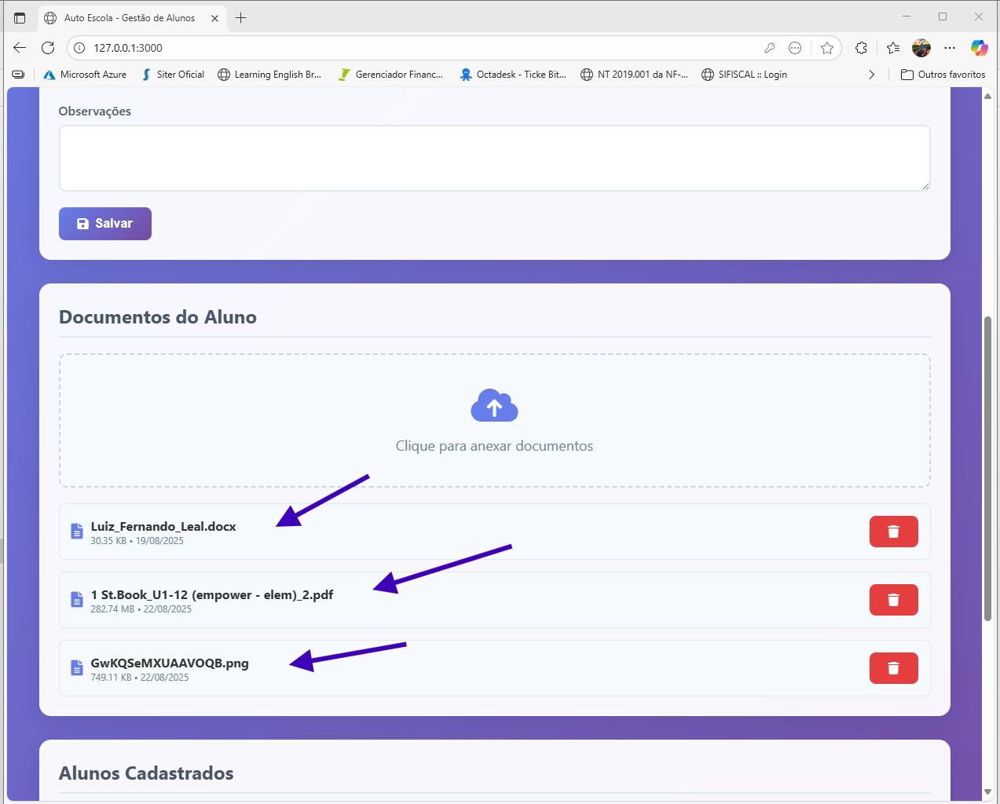 Auto Escola - Gestão de Alunos
127.0.0.1:3000
Microsoft Azure
Siter Oficial
Learning English Br...
Gerenciador Financ...
Octadesk - Ticke Bit...
NT 2019.001 da NF-...
SIFISCAL :: Login
Outros favoritos
Observações
Salvar
Documentos do Aluno
Clique para anexar documentos
Luiz_Fernando_Leal.docx
30.35 KB • 19/08/2025
1 St.Book_U1-12 (empower - elem)_2.pdf
282.74 MB • 22/08/2025
GwKQSeMXUAAVOQB.png
749.11 KB • 22/08/2025
Alunos Cadastrados